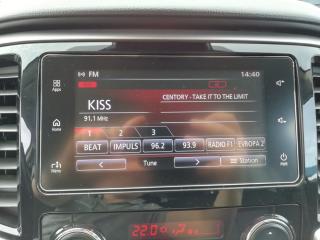 FM 14:40
Apps
KISS
CENTORY - TAKE IT TO THE LIMIT
91,1 MHz
Home
1 2 3
BEAT IMPULS 96.2 93.9 RADIO F1 EVROPA 2
Menu
< Tune > Station
PWR
22.0